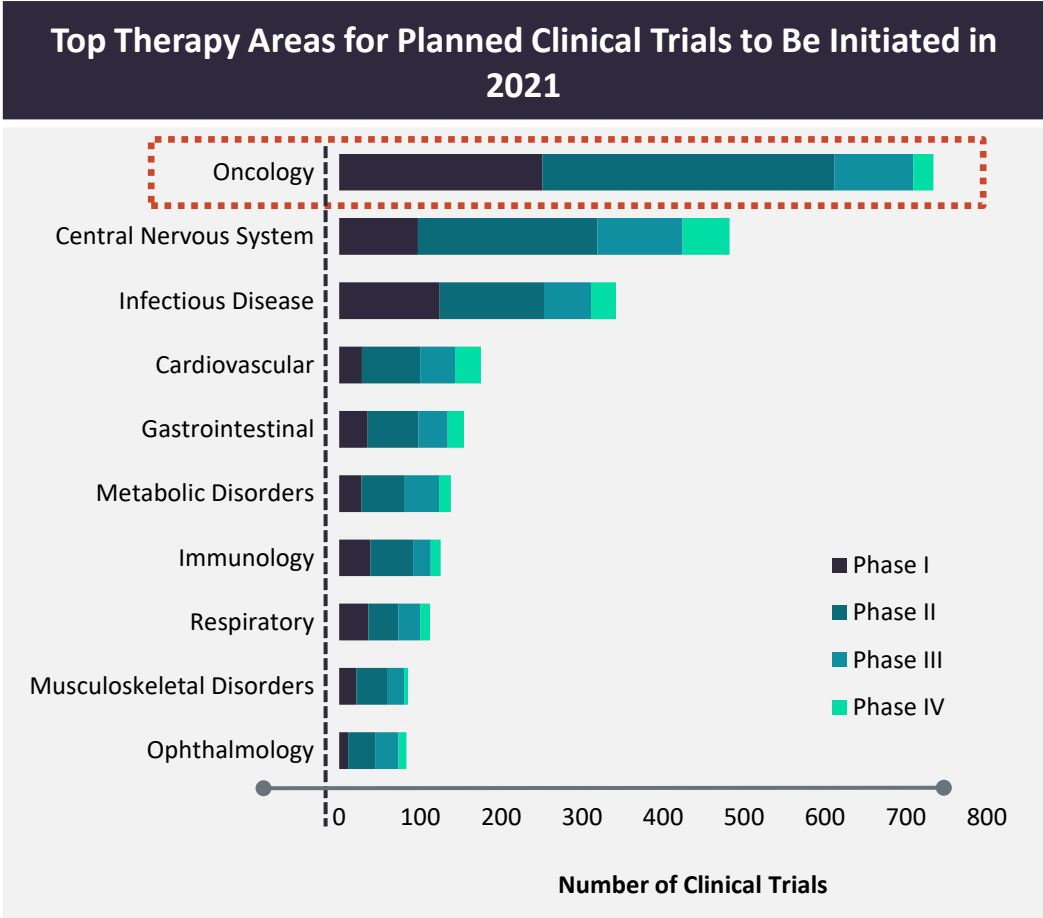 Top Therapy Areas for Planned Clinical Trials to Be Initiated in
2021
Oncology
Central Nervous System
Infectious Disease
Cardiovascular
Gastrointestinal
Metabolic Disorders
Immunology
Respiratory
Musculoskeletal Disorders
Ophthalmology
Phase I
Phase II
Phase III
Phase IV
0 100 200 300 400 500 600 700 800
Number of Clinical Trials